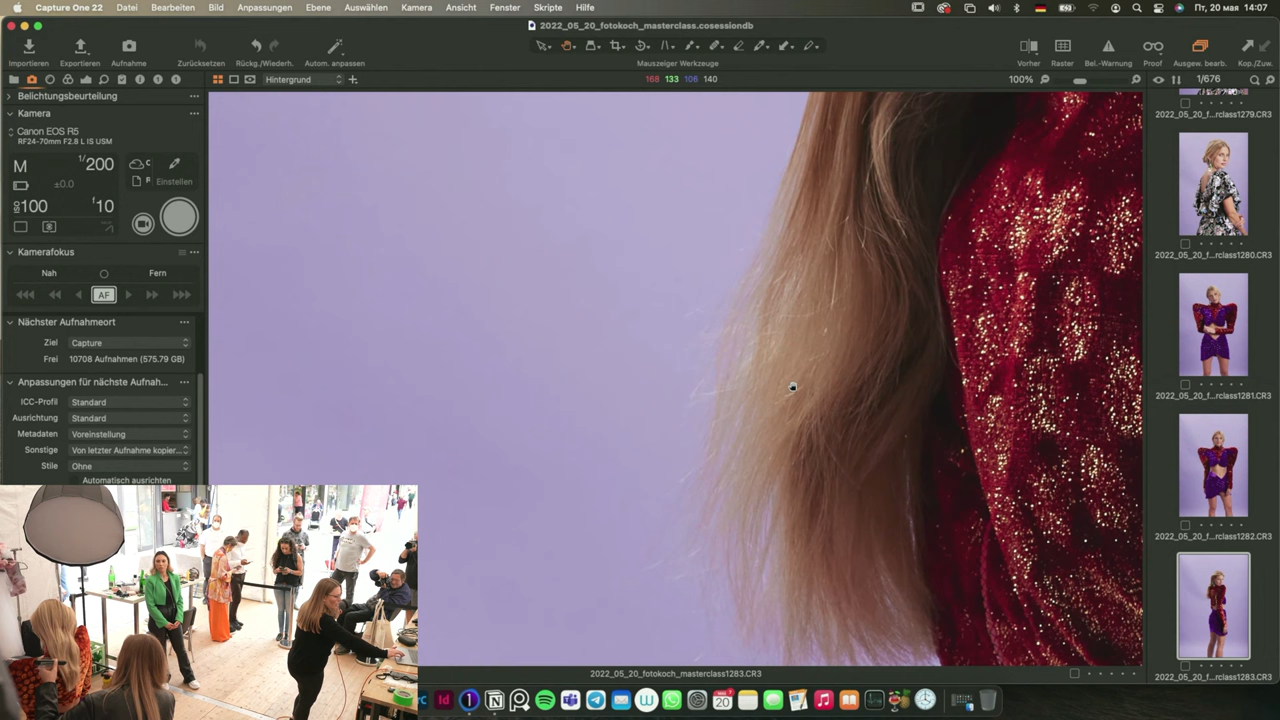 Capture One 22 Datei Bearbeiten Bild Anpassungen Ebene Auswählen Kamera Ansicht Fenster Skripte Hilfe Пт, 20 мая 14:07
2022_05_20_fotokoch_masterclass.cosessiondb
Importieren Exportieren Aufnahme Zurücksetzen Rückg./Wiederh. Autom. anpassen Mauszeiger Werkzeuge Vorher Raster Bel.-Warnung Proof Ausgew. bearb. Kop./Zuw.
Hintergrund 168 133 106 140 100% 1/676
Belichtungsbeurteilung
Kamera
Canon EOS R5
RF24-70mm F2.8 L IS USM
M 1/200
±0.0
Einstellen
ISO 100 f10
Kamerafokus
Nah Fern
AF
Nächster Aufnahmeort
Ziel Capture
Frei 10708 Aufnahmen (575.79 GB)
Anpassungen für nächste Aufnah...
ICC-Profil Standard
Ausrichtung Standard
Metadaten Voreinstellung
Sonstige Von letzter Aufnahme kopier...
Stile Ohne
Automatisch ausrichten
2022_05_20_f...rclass1279.CR3
2022_05_20_f...rclass1280.CR3
2022_05_20_f...rclass1281.CR3
2022_05_20_f...rclass1282.CR3
2022_05_20_f...rclass1283.CR3
2022_05_20_fotokoch_masterclass1283.CR3